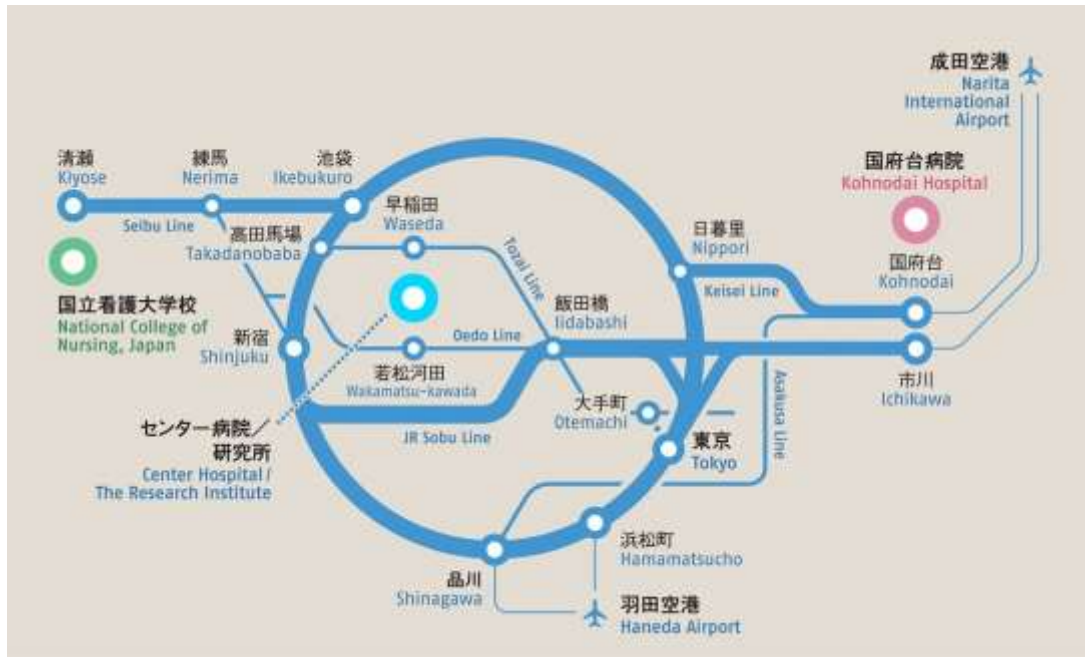 成田空港
Narita
International
Airport
国府台病院
Kohnodai Hospital
清瀬
Kiyose
練馬
Nerima
池袋
Ikebukuro
Seibu Line
早稲田
Waseda
高田馬場
Takadanobaba
日暮里
Nippori
国府台
Kohnodai
Keisei Line
Tozai Line
国立看護大学校
National College of
Nursing, Japan
飯田橋
Iidabashi
新宿
Shinjuku
Oedo Line
若松河田
Wakamatsu-kawada
市川
Ichikawa
Asakusa Line
大手町
Otemachi
JR Sobu Line
東京
Tokyo
センター病院/
研究所
Center Hospital/
The Research Institute
浜松町
Hamamatsucho
品川
Shinagawa
羽田空港
Haneda Airport